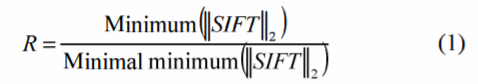 R = Minimum(‖SIFT‖₂) / Minimal minimum(‖SIFT‖₂) (1)